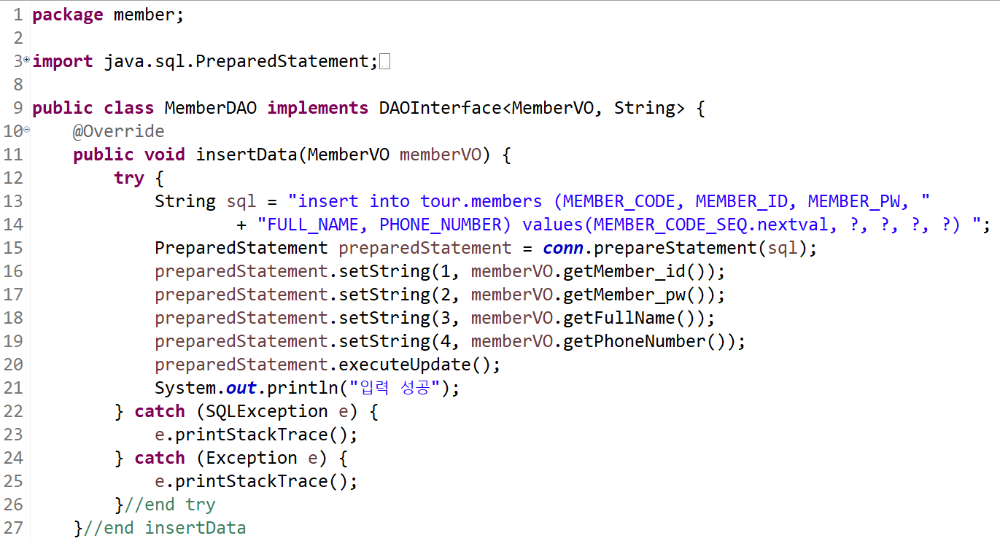 1 package member;
2
3 import java.sql.PreparedStatement;
8
9 public class MemberDAO implements DAOInterface<MemberVO, String> {
10 @Override
11 public void insertData(MemberVO memberVO) {
12 try {
13 String sql = "insert into tour.members (MEMBER_CODE, MEMBER_ID, MEMBER_PW, "
14 + "FULL_NAME, PHONE_NUMBER) values(MEMBER_CODE_SEQ.nextval, ?, ?, ?, ?) ";
15 PreparedStatement preparedStatement = conn.prepareStatement(sql);
16 preparedStatement.setString(1, memberVO.getMember_id());
17 preparedStatement.setString(2, memberVO.getMember_pw());
18 preparedStatement.setString(3, memberVO.getFullName());
19 preparedStatement.setString(4, memberVO.getPhoneNumber());
20 preparedStatement.executeUpdate();
21 System.out.println("입력 성공");
22 } catch (SQLException e) {
23 e.printStackTrace();
24 } catch (Exception e) {
25 e.printStackTrace();
26 }//end try
27 }//end insertData